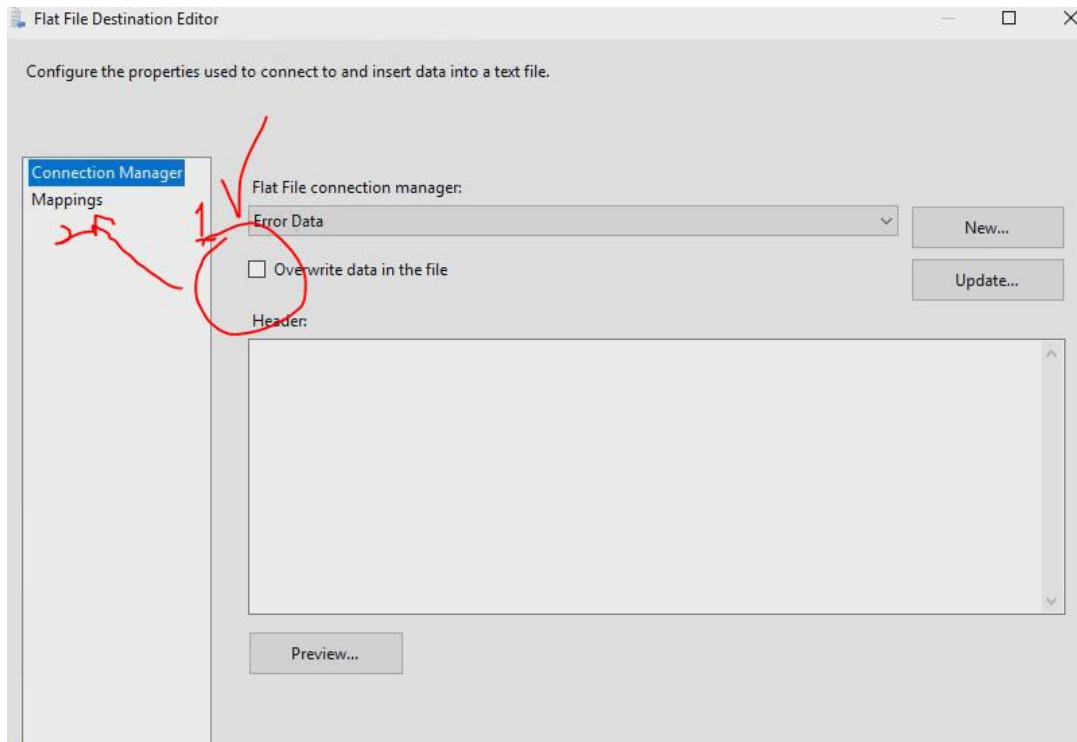 Flat File Destination Editor
Configure the properties used to connect to and insert data into a text file.
Connection Manager
Mappings
2
1
Flat File connection manager:
Error Data
New...
Overwrite data in the file
Update...
Header:
Preview...